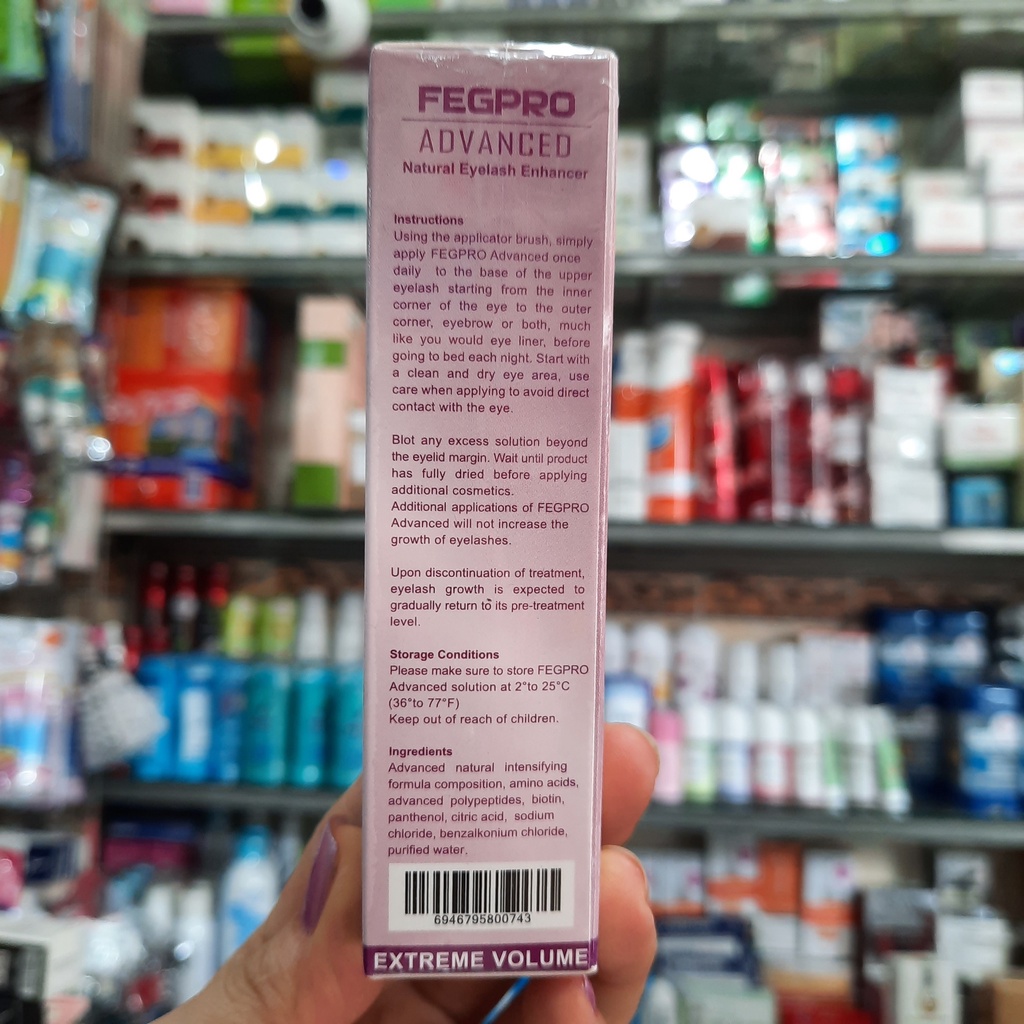 FEGPRO
ADVANCED
Natural Eyelash Enhancer
Instructions
Using the applicator brush, simply
apply FEGPRO Advanced once
daily to the base of the upper
eyelash starting from the inner
corner of the eye to the outer
corner, eyebrow or both, much
like you would eye liner, before
going to bed each night. Start with
a clean and dry eye area, use
care when applying to avoid direct
contact with the eye.
Blot any excess solution beyond
the eyelid margin. Wait until product
has fully dried before applying
additional cosmetics.
Additional applications of FEGPRO
Advanced will not increase the
growth of eyelashes.
Upon discontinuation of treatment,
eyelash growth is expected to
gradually return to its pre-treatment
level.
Storage Conditions
Please make sure to store FEGPRO
Advanced solution at 2°to 25°C
(36°to 77°F)
Keep out of reach of children.
Ingredients
Advanced natural intensifying
formula composition, amino acids,
advanced polypeptides, biotin,
panthenol, citric acid, sodium
chloride, benzalkonium chloride,
purified water.
6946795800743
EXTREME VOLUME